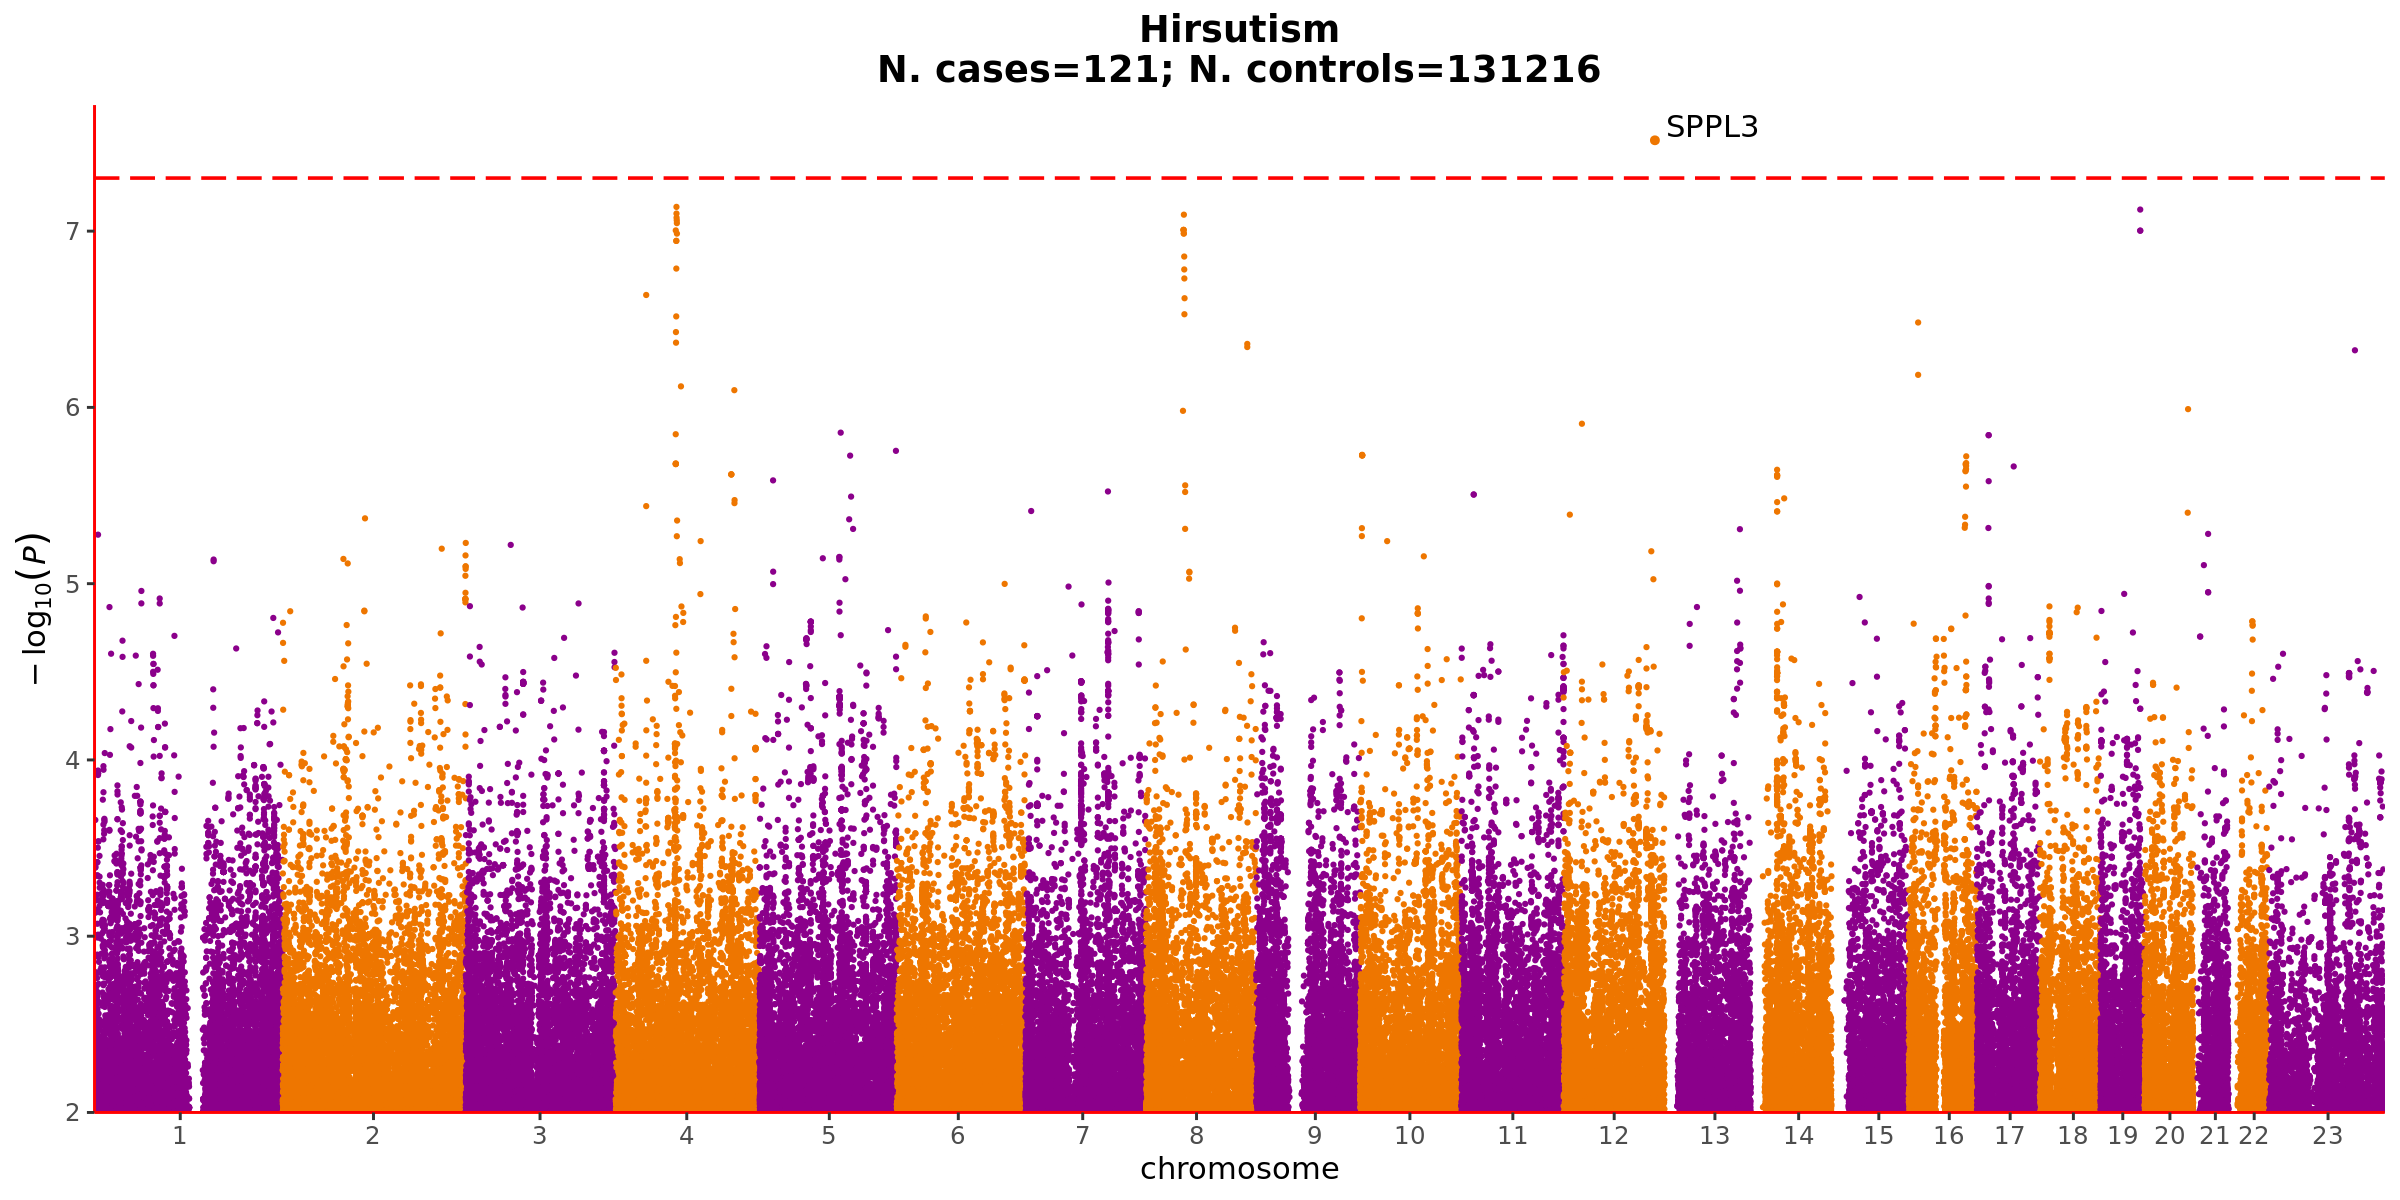 Hirsutism
N. cases=121; N. controls=131216
SPPL3
7
6
5
4
3
2
−log10(P)
1 2 3 4 5 6 7 8 9 10 11 12 13 14 15 16 17 18 19 20 21 22 23
chromosome